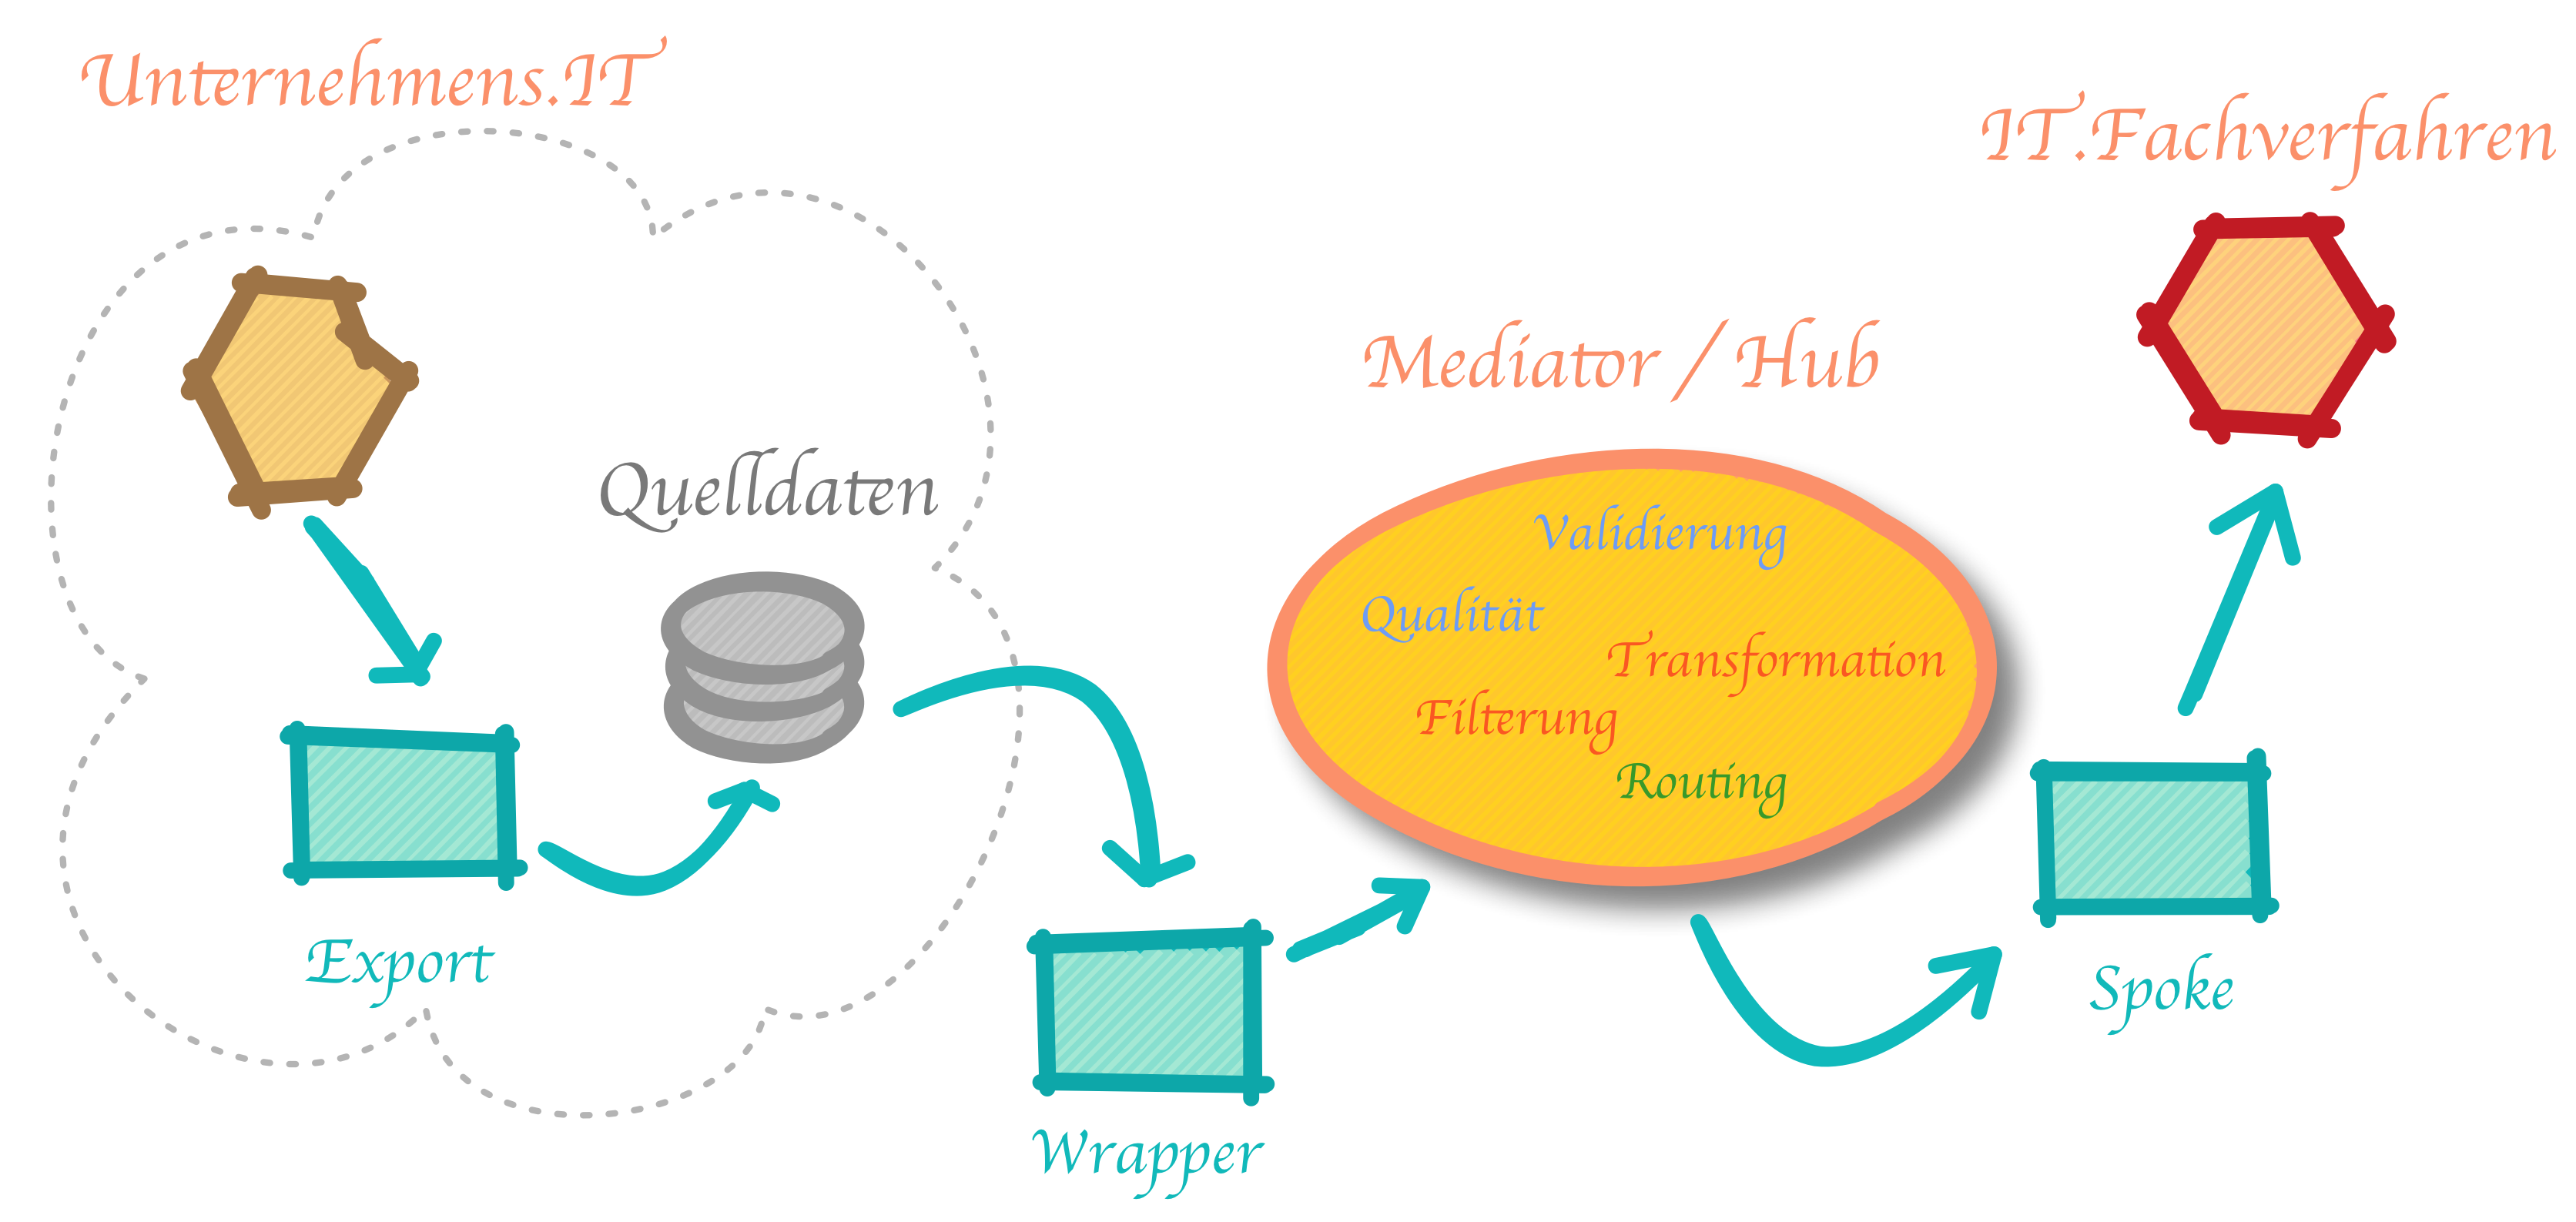 Unternehmens.IT
IT.Fachverfahren
Mediator / Hub
Quelldaten
Validierung
Qualität
Transformation
Filterung
Routing
Export
Spoke
Wrapper